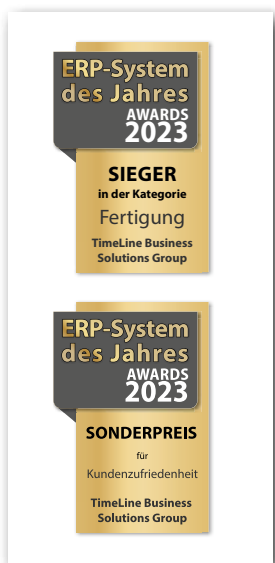 ERP-System
des Jahres
AWARDS
2023
SIEGER
in der Kategorie
Fertigung
TimeLine Business
Solutions Group
ERP-System
des Jahres
AWARDS
2023
SONDERPREIS
für
Kundenzufriedenheit
TimeLine Business
Solutions Group